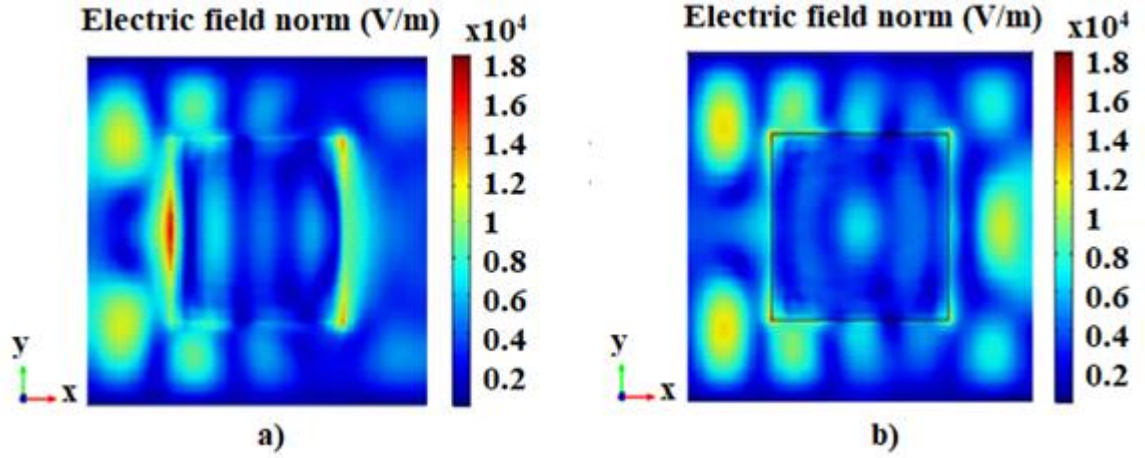 Electric field norm (V/m)
x10⁴
1.8
1.6
1.4
1.2
1
0.8
0.6
0.4
0.2
y
x
a)
Electric field norm (V/m)
x10⁴
1.8
1.6
1.4
1.2
1
0.8
0.6
0.4
0.2
y
x
b)